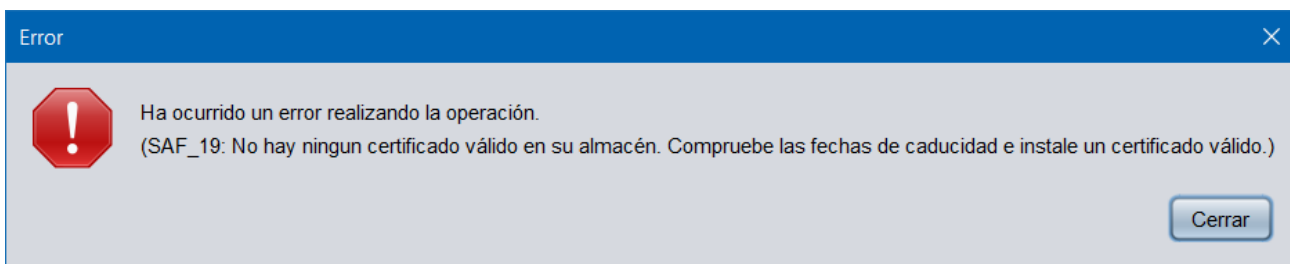 Error
Ha ocurrido un error realizando la operación.
(SAF_19: No hay ningun certificado válido en su almacén. Compruebe las fechas de caducidad e instale un certificado válido.)
Cerrar